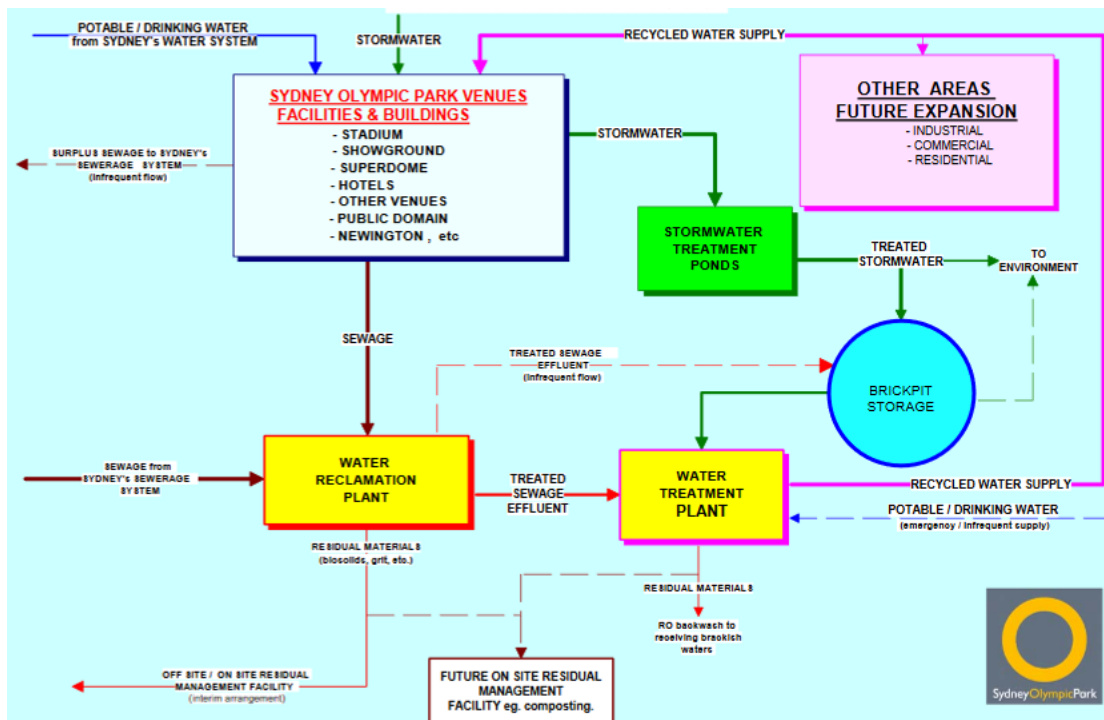 POTABLE / DRINKING WATER
from SYDNEY's WATER SYSTEM
STORMWATER
RECYCLED WATER SUPPLY
SYDNEY OLYMPIC PARK VENUES
FACILITIES & BUILDINGS
- STADIUM
- SHOWGROUND
- SUPERDOME
- HOTELS
- OTHER VENUES
- PUBLIC DOMAIN
- NEWINGTON , etc
OTHER AREAS
FUTURE EXPANSION
- INDUSTRIAL
- COMMERCIAL
- RESIDENTIAL
STORMWATER
SURPLUS SEWAGE to SYDNEY's
SEWERAGE SYSTEM
(infrequent flow)
STORMWATER
TREATMENT
PONDS
TREATED
STORMWATER
TO
ENVIRONMENT
SEWAGE
TREATED SEWAGE
EFFLUENT
(infrequent flow)
BRICKPIT
STORAGE
SEWAGE from
SYDNEY's SEWERAGE
SYSTEM
WATER
RECLAMATION
PLANT
TREATED
SEWAGE
EFFLUENT
WATER
TREATMENT
PLANT
RECYCLED WATER SUPPLY
POTABLE / DRINKING WATER
(emergency / infrequent supply)
RESIDUAL MATERIALS
(biosolids, grit, etc.)
RESIDUAL MATERIALS
RO backwash to
receiving brackish
waters
OFF SITE / ON SITE RESIDUAL
MANAGEMENT FACILITY
(interim arrangement)
FUTURE ON SITE RESIDUAL
MANAGEMENT
FACILITY eg. composting.
SydneyOlympicPark